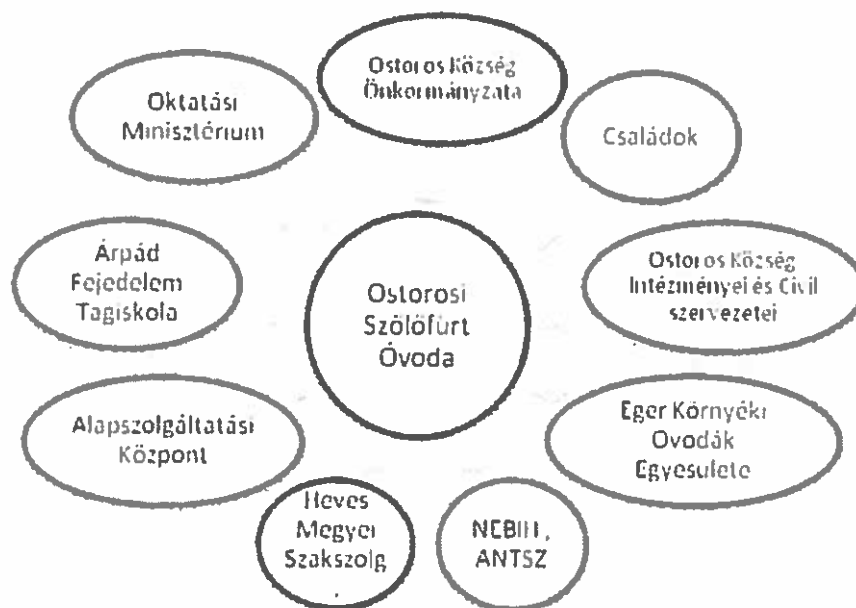 Ostoros Község
Önkormányzata
Oktatási
Minisztérium
Családok
Árpád
Fejedelem
Tagiskola
Ostorosi
Szőlőfürt
Óvoda
Ostoros Község
Intézményei és Civil
szervezetei
Alapszolgáltatási
Központ
Eger Környéki
Óvodák
Egyesülete
Heves
Megyei
Szakszolg
NÉBIH,
ANTSZ